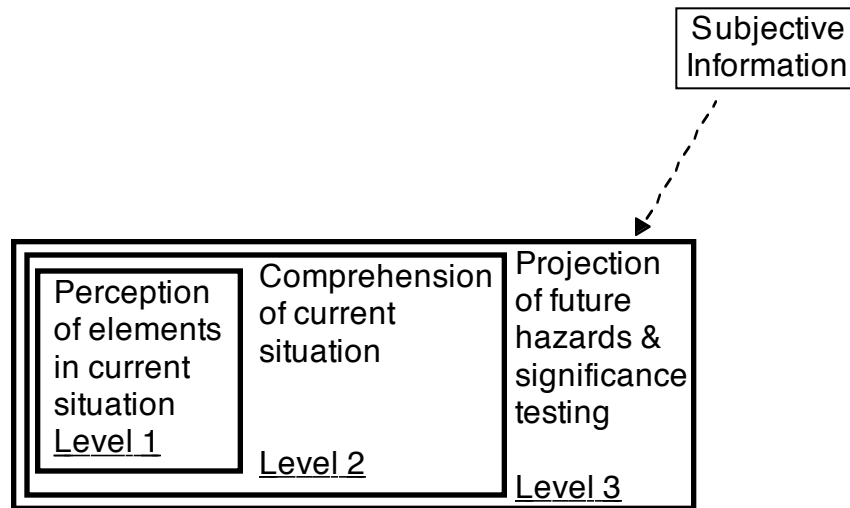 Subjective
Information
Perception
of elements
in current
situation
Level 1
Comprehension
of current
situation
Level 2
Projection
of future
hazards &
significance
testing
Level 3